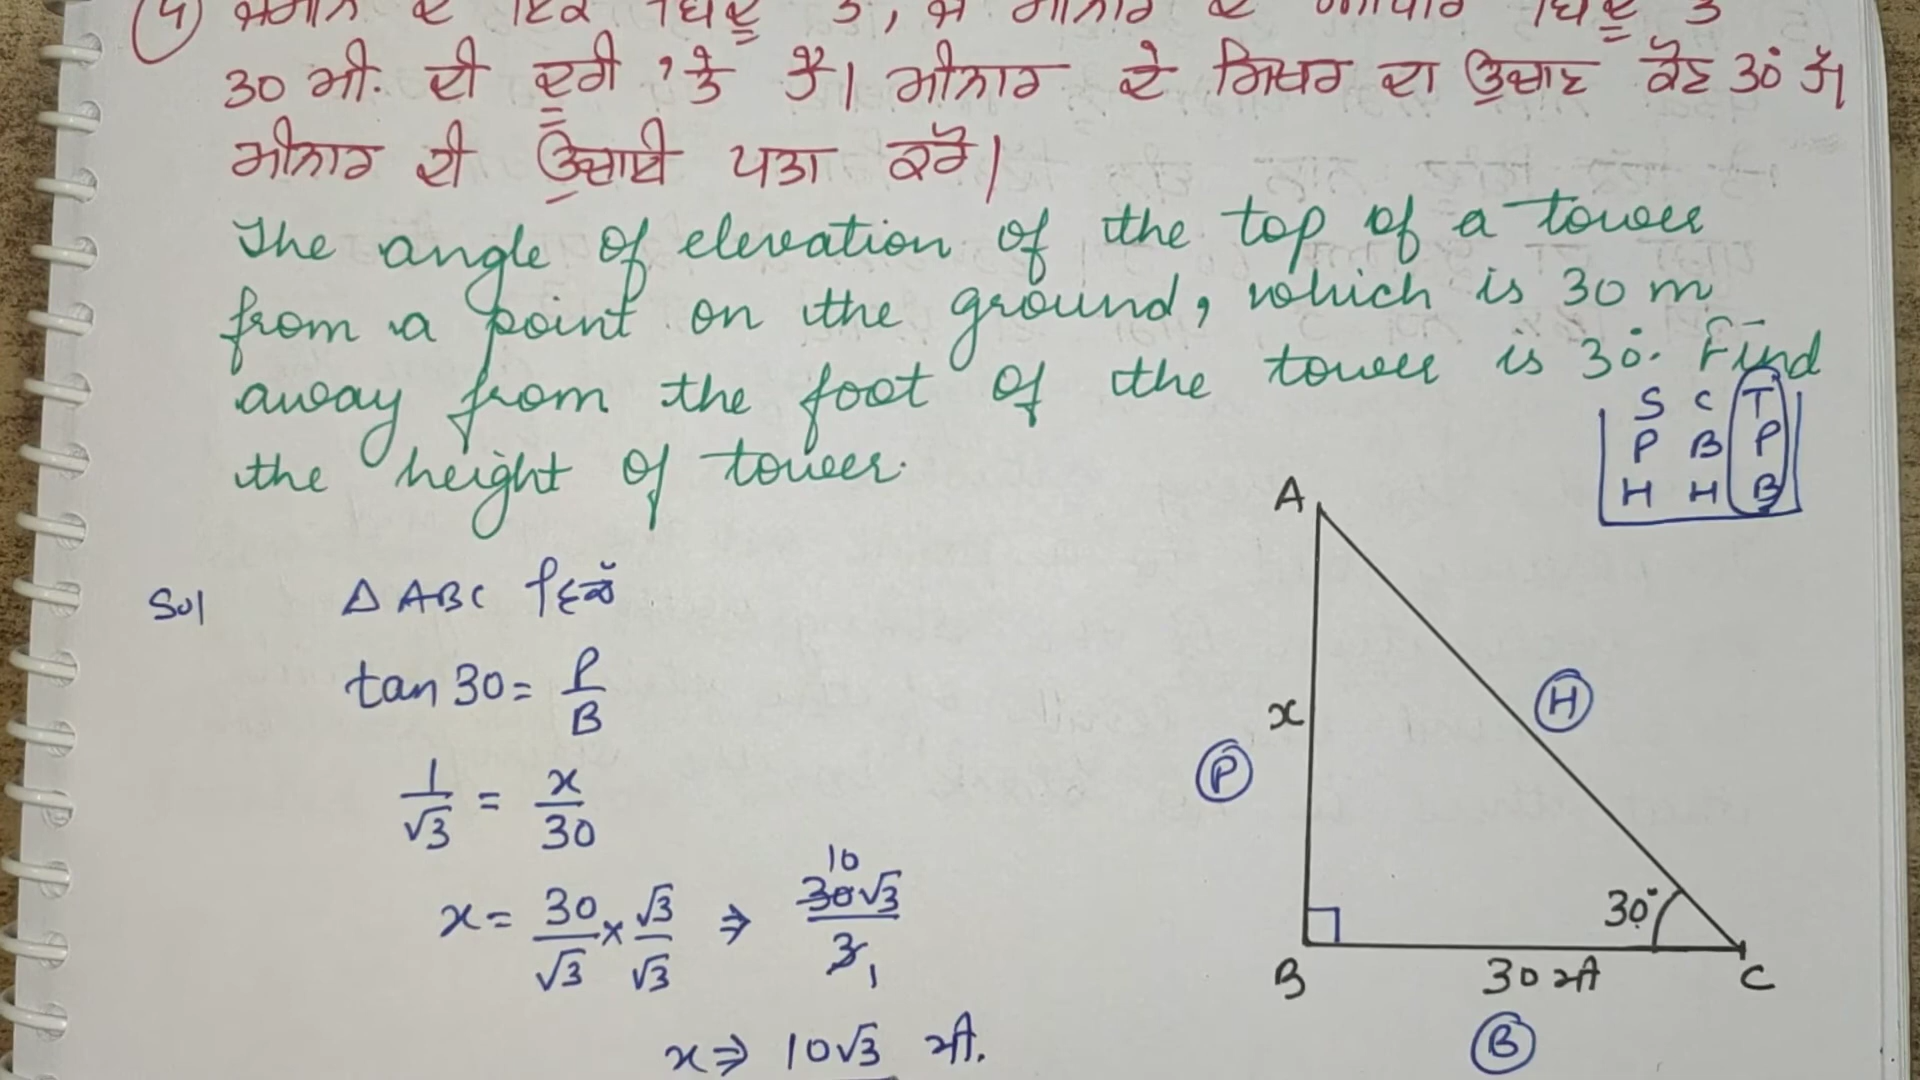 4) ਜ਼ਮੀਨ ਦੇ ਇੱਕ ਬਿੰਦੂ ਤੋਂ, ਜੋ ਮੀਨਾਰ ਦੇ ਆਧਾਰ ਬਿੰਦੂ ਤੋਂ
30 ਮੀ. ਦੀ ਦੂਰੀ 'ਤੇ ਹੈ। ਮੀਨਾਰ ਦੇ ਸਿਖਰ ਦਾ ਉਚਾਣ ਕੋਣ 30° ਹੈ।
ਮੀਨਾਰ ਦੀ ਉਚਾਈ ਪਤਾ ਕਰੋ।
The angle of elevation of the top of a tower
from a point on the ground, which is 30 m
away from the foot of the tower is 30°. Find
the height of tower.
S C T
P B P
H H B
Sol △ ABC ਵਿੱਚੋਂ
tan 30 = P/B
1/√3 = x/30
x = 30/√3 × √3/√3 ⇒ 10 30√3/3 1
x ⇒ 10√3 ਮੀ.
A
x
H
P
30°
B
30 ਮੀ
C
B